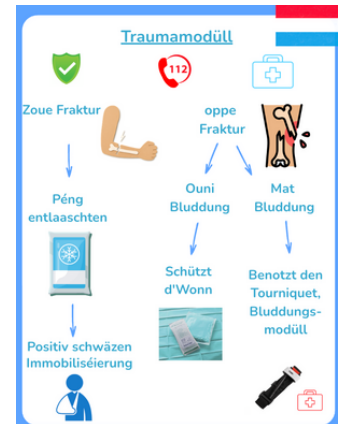 Traumamodüll
112
Zoue Fraktur
oppe
Fraktur
Péng
entlaaschten
Ouni
Bluddung
Mat
Bluddung
Schützt
d'Wonn
Benotzt den
Tourniquet,
Bluddungs-
modüll
Positiv schwäzen
Immobiliséierung